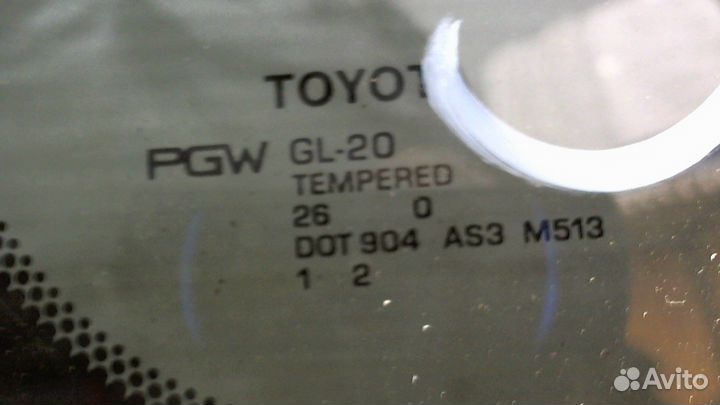 TOYOT
PGW GL-20
TEMPERED
26 0
DOT 904 AS3 M513
1 2
Avito